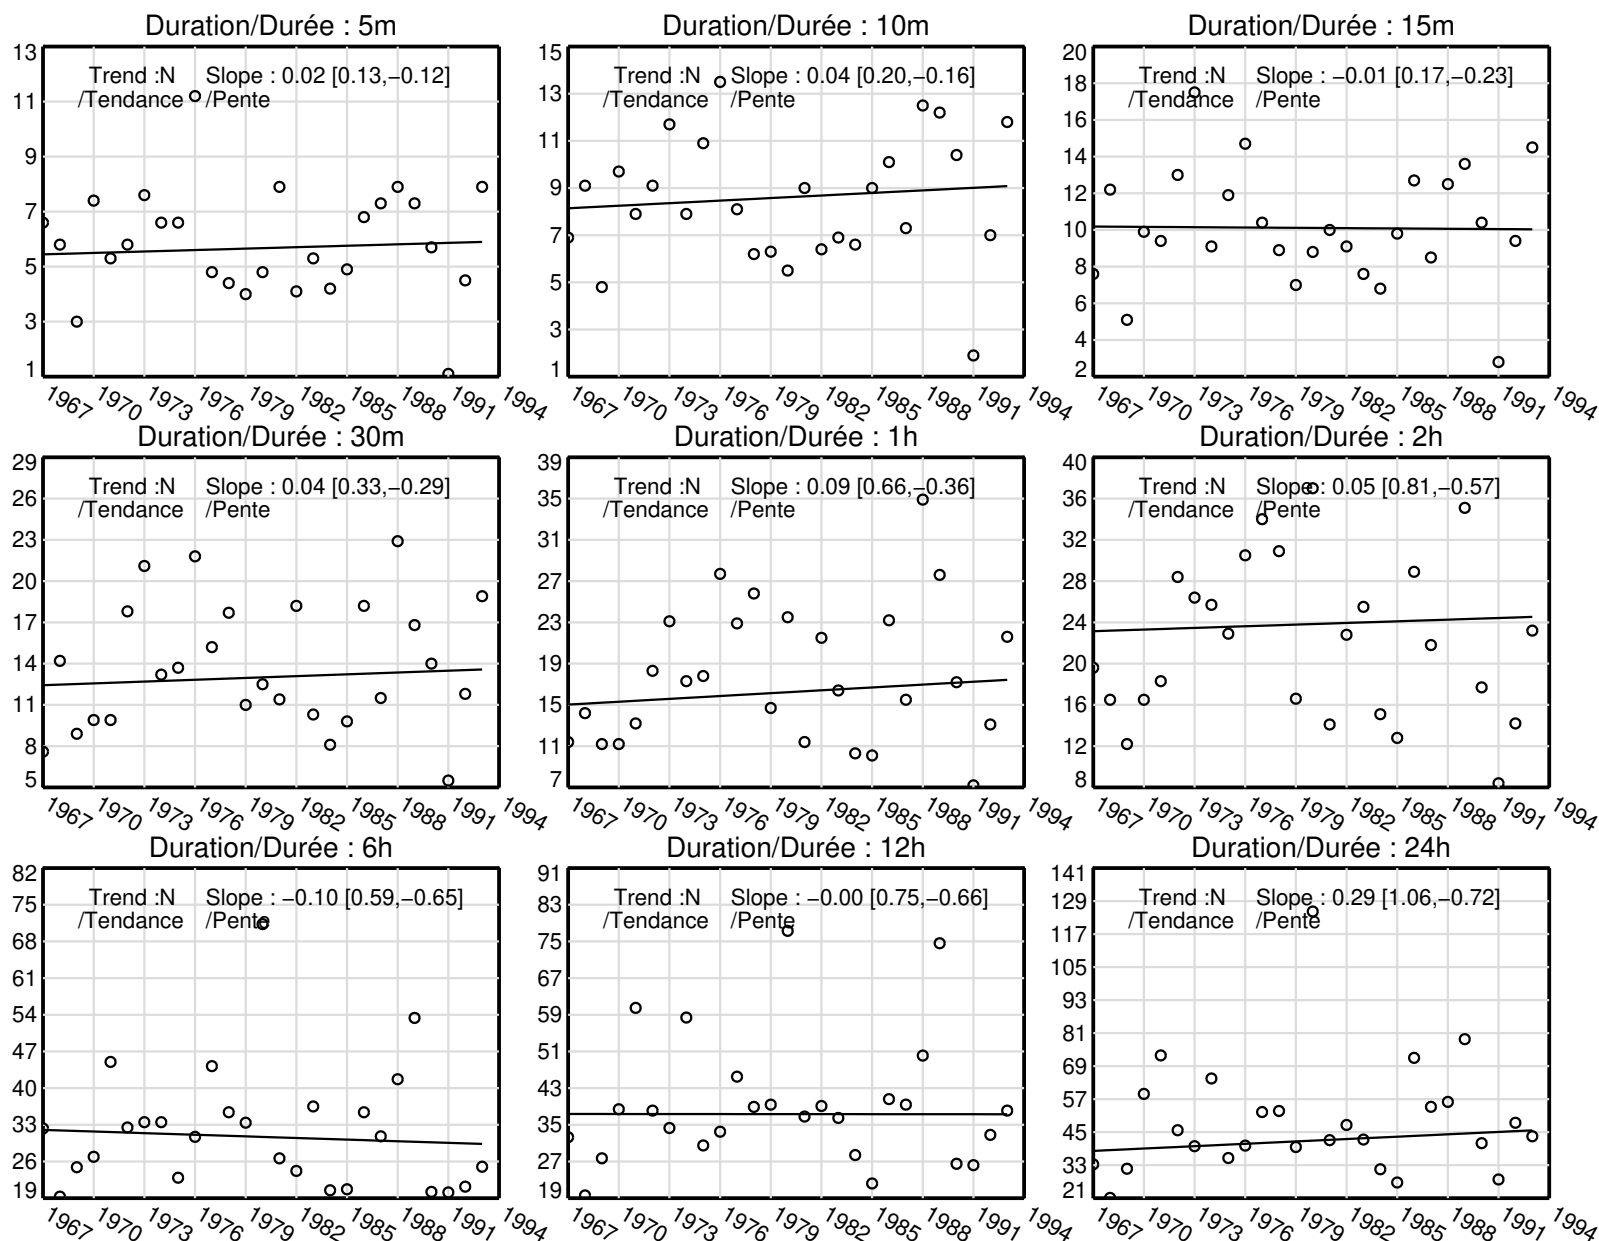 Duration/Durée : 5m
13
11
9
7
5
3
1
Trend :N Slope : 0.02 [0.13,−0.12]
/Tendance /Pente
1967 1970 1973 1976 1979 1982 1985 1988 1991 1994
Duration/Durée : 10m
15
13
11
9
7
5
3
1
Trend :N Slope : 0.04 [0.20,−0.16]
/Tendance /Pente
1967 1970 1973 1976 1979 1982 1985 1988 1991 1994
Duration/Durée : 15m
20
18
16
14
12
10
8
6
4
2
Trend :N Slope : −0.01 [0.17,−0.23]
/Tendance /Pente
1967 1970 1973 1976 1979 1982 1985 1988 1991 1994
Duration/Durée : 30m
29
26
23
20
17
14
11
8
5
Trend :N Slope : 0.04 [0.33,−0.29]
/Tendance /Pente
1967 1970 1973 1976 1979 1982 1985 1988 1991 1994
Duration/Durée : 1h
39
35
31
27
23
19
15
11
7
Trend :N Slope : 0.09 [0.66,−0.36]
/Tendance /Pente
1967 1970 1973 1976 1979 1982 1985 1988 1991 1994
Duration/Durée : 2h
40
36
32
28
24
20
16
12
8
Trend :N Slope : 0.05 [0.81,−0.57]
/Tendance /Pente
1967 1970 1973 1976 1979 1982 1985 1988 1991 1994
Duration/Durée : 6h
82
75
68
61
54
47
40
33
26
19
Trend :N Slope : −0.10 [0.59,−0.65]
/Tendance /Pente
1967 1970 1973 1976 1979 1982 1985 1988 1991 1994
Duration/Durée : 12h
91
83
75
67
59
51
43
35
27
19
Trend :N Slope : −0.00 [0.75,−0.66]
/Tendance /Pente
1967 1970 1973 1976 1979 1982 1985 1988 1991 1994
Duration/Durée : 24h
141
129
117
105
93
81
69
57
45
33
21
Trend :N Slope : 0.29 [1.06,−0.72]
/Tendance /Pente
1967 1970 1973 1976 1979 1982 1985 1988 1991 1994